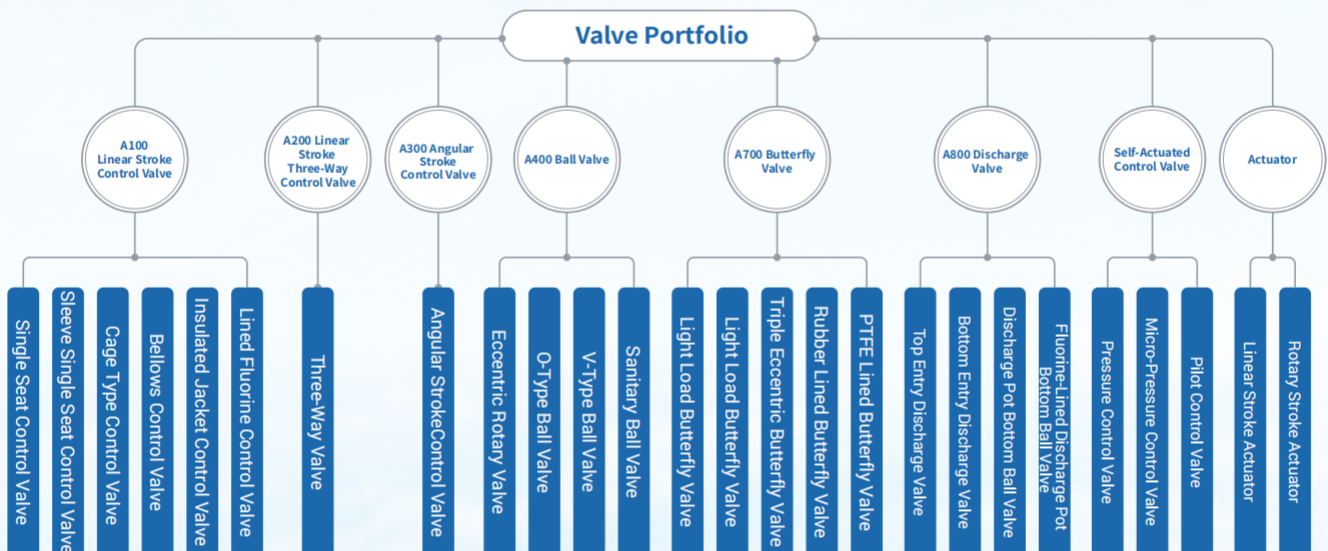 Valve Portfolio
A100
Linear Stroke
Control Valve
A200 Linear
Stroke
Three-Way
Control Valve
A300 Angular
Stroke
Control Valve
A400 Ball Valve
A700 Butterfly
Valve
A800 Discharge
Valve
Self-Actuated
Control Valve
Actuator
Single Seat Control Valve
Sleeve Single Seat Control Valve
Cage Type Control Valve
Bellows Control Valve
Insulated Jacket Control Valve
Lined Fluorine Control Valve
Three-Way Valve
Angular StrokeControl Valve
Eccentric Rotary Valve
O-Type Ball Valve
V-Type Ball Valve
Sanitary Ball Valve
Light Load Butterfly Valve
Light Load Butterfly Valve
Triple Eccentric Butterfly Valve
Rubber Lined Butterfly Valve
PTFE Lined Butterfly Valve
Top Entry Discharge Valve
Bottom Entry Discharge Valve
Discharge Pot Bottom Ball Valve
Fluorine-Lined Discharge Pot
Bottom Ball Valve
Pressure Control Valve
Micro-Pressure Control Valve
Pilot Control Valve
Linear Stroke Actuator
Rotary Stroke Actuator